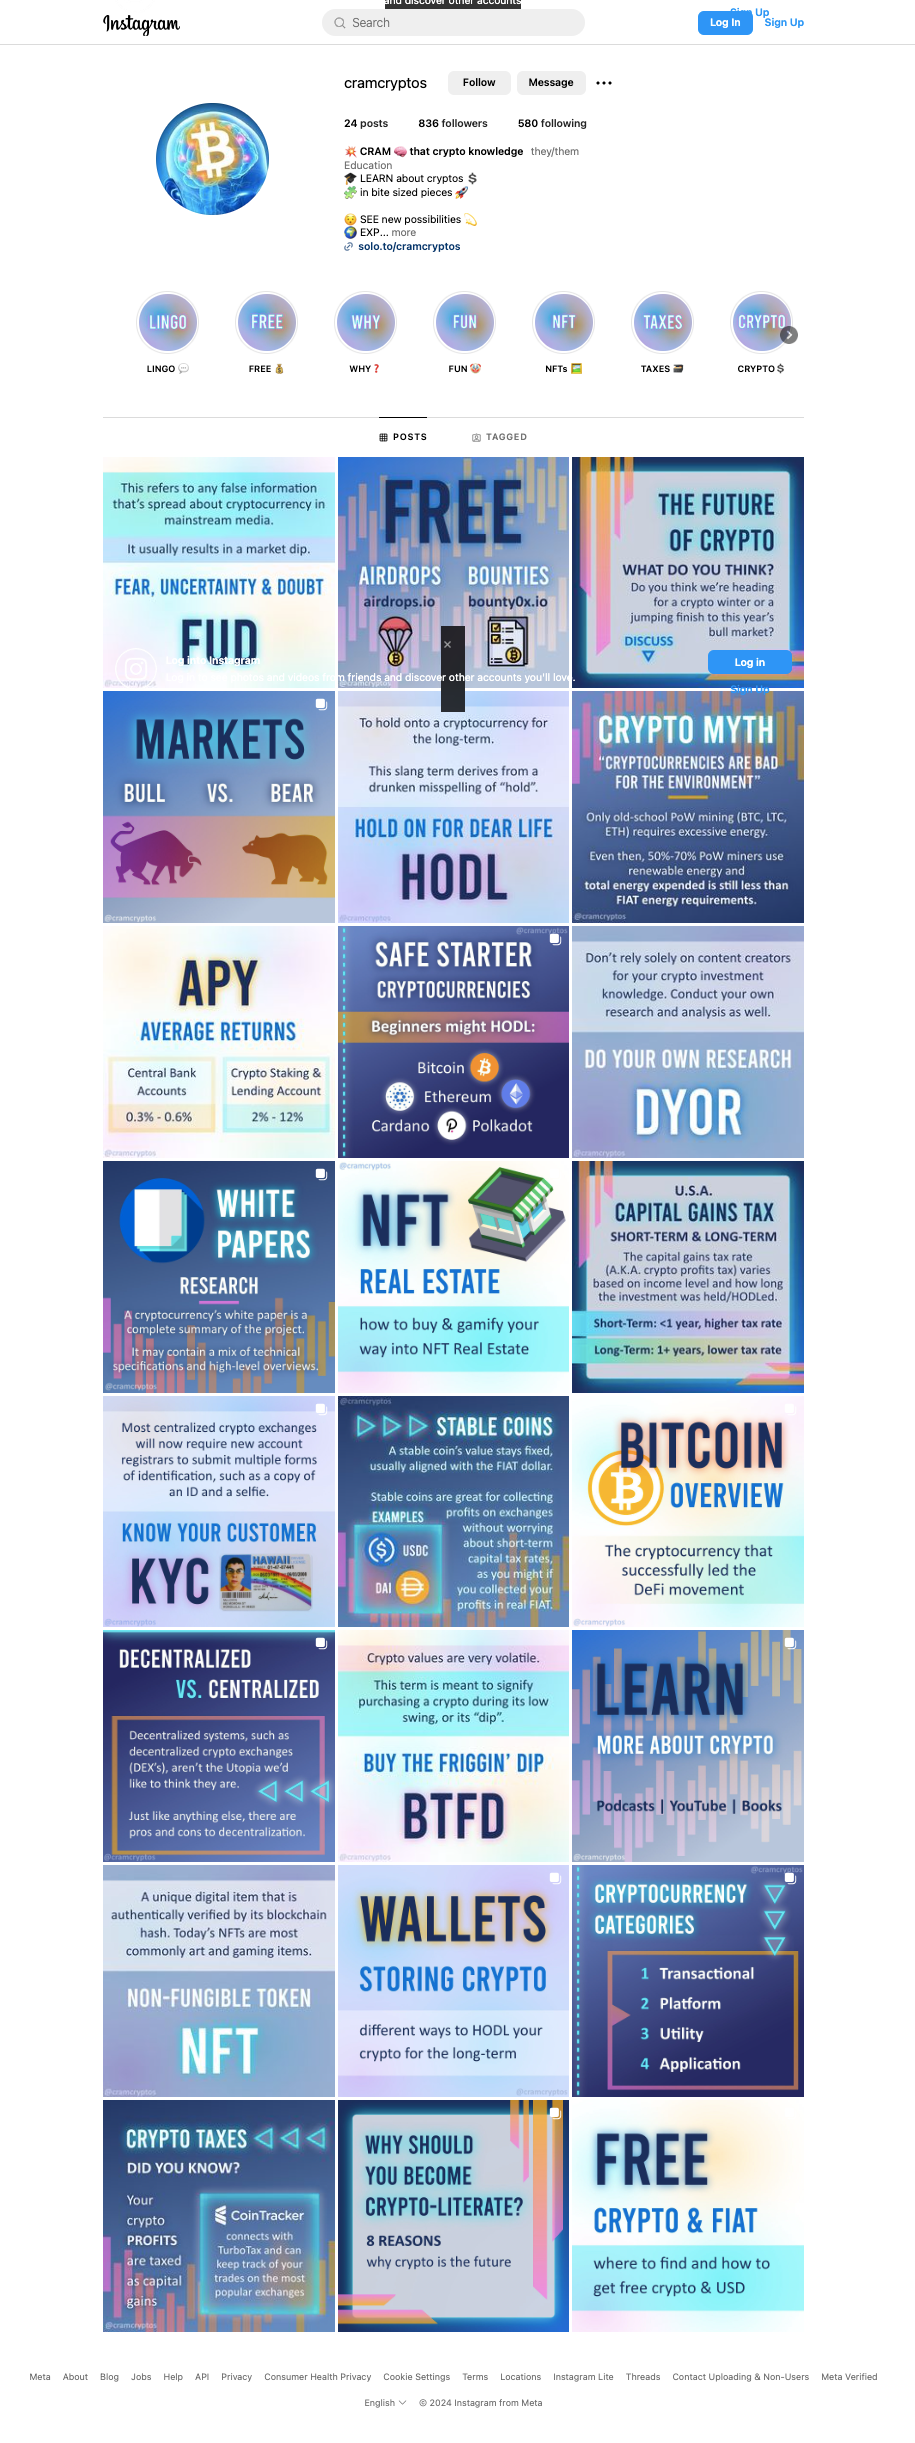 and discover other accounts
Instagram
Search
Log In
Sign Up
Sign Up
cramcryptos
Follow
Message
24 posts 836 followers 580 following
💥 CRAM 🧠 that crypto knowledge they/them
Education
🎓 LEARN about cryptos 💲
🧩 in bite sized pieces 🚀
😌 SEE new possibilities 💫
🌍 EXP... more
solo.to/cramcryptos
LINGO FREE WHY FUN NFT TAXES CRYPTO
LINGO 💬 FREE 💰 WHY❓ FUN 🤡 NFTs 🖼 TAXES 🗃 CRYPTO💲
POSTS
TAGGED
This refers to any false information
that's spread about cryptocurrency in
mainstream media.
It usually results in a market dip.
FEAR, UNCERTAINTY & DOUBT
FUD
@cramcryptos
FREE
AIRDROPS BOUNTIES
airdrops.io bounty0x.io
@cramcryptos
THE FUTURE
OF CRYPTO
WHAT DO YOU THINK?
Do you think we're heading
for a crypto winter or a
jumping finish to this year's
bull market?
DISCUSS
Log into Instagram
photos and videos from friends and discover other accounts you'll love.
Log in
Sign Up
MARKETS
BULL VS. BEAR
@cramcryptos
To hold onto a cryptocurrency for
the long-term.
This slang term derives from a
drunken misspelling of "hold".
HOLD ON FOR DEAR LIFE
HODL
@cramcryptos
CRYPTO MYTH
"CRYPTOCURRENCIES ARE BAD
FOR THE ENVIRONMENT"
Only old-school PoW mining (BTC, LTC,
ETH) requires excessive energy.
Even then, 50%-70% PoW miners use
renewable energy and
total energy expended is still less than
FIAT energy requirements.
@cramcryptos
APY
AVERAGE RETURNS
Central Bank
Accounts
0.3% - 0.6%
Crypto Staking &
Lending Account
2% - 12%
@cramcryptos
@cramcryptos
SAFE STARTER
CRYPTOCURRENCIES
Beginners might HODL:
Bitcoin
Ethereum
Cardano Polkadot
Don't rely solely on content creators
for your crypto investment
knowledge. Conduct your own
research and analysis as well.
DO YOUR OWN RESEARCH
DYOR
@cramcryptos
WHITE
PAPERS
RESEARCH
A cryptocurrency's white paper is a
complete summary of the project.
It may contain a mix of technical
specifications and high-level overviews.
@cramcryptos
@cramcryptos
NFT
REAL ESTATE
how to buy & gamify your
way into NFT Real Estate
U.S.A.
CAPITAL GAINS TAX
SHORT-TERM & LONG-TERM
The capital gains tax rate
(A.K.A. crypto profits tax) varies
based on income level and how long
the investment was held/HODLed.
Short-Term: <1 year, higher tax rate
Long-Term: 1+ years, lower tax rate
Most centralized crypto exchanges
will now require new account
registrars to submit multiple forms
of identification, such as a copy of
an ID and a selfie.
KNOW YOUR CUSTOMER
KYC
HAWAII
@cramcryptos
@cramcryptos
STABLE COINS
A stable coin's value stays fixed,
usually aligned with the FIAT dollar.
Stable coins are great for collecting
profits on exchanges
without worrying
about short-term
capital tax rates,
as you might if
you collected your
profits in real FIAT.
EXAMPLES
USDC
DAI
BITCOIN
OVERVIEW
The cryptocurrency that
successfully led the
DeFi movement
@cramcryptos
DECENTRALIZED
VS. CENTRALIZED
Decentralized systems, such as
decentralized crypto exchanges
(DEX's), aren't the Utopia we'd
like to think they are.
Just like anything else, there are
pros and cons to decentralization.
@cramcryptos
Crypto values are very volatile.
This term is meant to signify
purchasing a crypto during its low
swing, or its "dip".
BUY THE FRIGGIN' DIP
BTFD
@cramcryptos
LEARN
MORE ABOUT CRYPTO
Podcasts | YouTube | Books
@cramcryptos
A unique digital item that is
authentically verified by its blockchain
hash. Today's NFTs are most
commonly art and gaming items.
NON-FUNGIBLE TOKEN
NFT
@cramcryptos
WALLETS
STORING CRYPTO
different ways to HODL your
crypto for the long-term
@cramcryptos
@cramcryptos
CRYPTOCURRENCY
CATEGORIES
1 Transactional
2 Platform
3 Utility
4 Application
CRYPTO TAXES
DID YOU KNOW?
Your
crypto
PROFITS
are taxed
as capital
gains
CoinTracker
connects with
TurboTax and can
keep track of your
trades on the most
popular exchanges
@cramcryptos
WHY SHOULD
YOU BECOME
CRYPTO-LITERATE?
8 REASONS
why crypto is the future
FREE
CRYPTO & FIAT
where to find and how to
get free crypto & USD
Meta About Blog Jobs Help API Privacy Consumer Health Privacy Cookie Settings Terms Locations Instagram Lite Threads Contact Uploading & Non-Users Meta Verified
English © 2024 Instagram from Meta